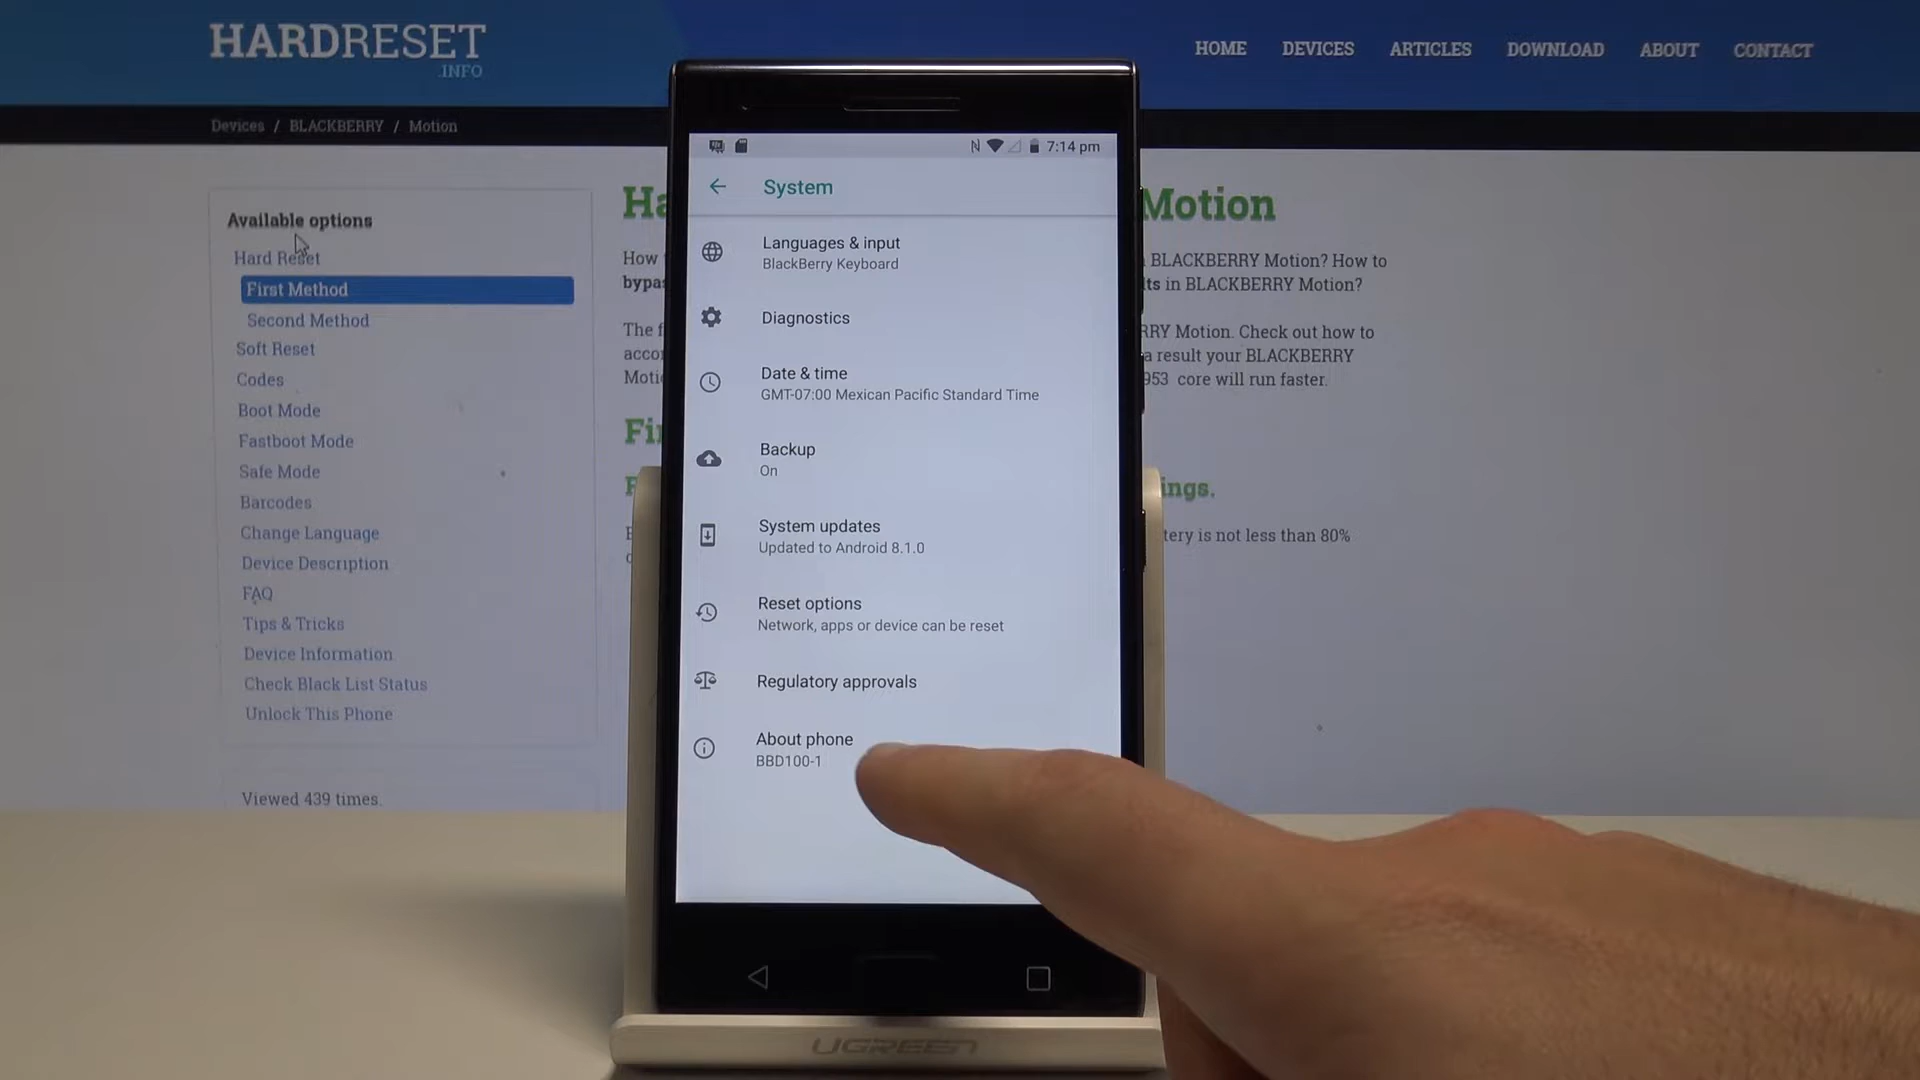 HARDRESET
.INFO
HOME DEVICES ARTICLES DOWNLOAD ABOUT CONTACT
Devices / BLACKBERRY / Motion
Available options
Hard Reset
First Method
Second Method
Soft Reset
Codes
Boot Mode
Fastboot Mode
Safe Mode
Barcodes
Change Language
Device Description
FAQ
Tips & Tricks
Device Information
Check Black List Status
Unlock This Phone
Viewed 439 times.
Motion
How
BLACKBERRY Motion? How to
in BLACKBERRY Motion?
The
Motion. Check out how to
a result your BLACKBERRY
953 core will run faster.
ings.
tery is not less than 80%
7:14 pm
System
Languages & input
BlackBerry Keyboard
Diagnostics
Date & time
GMT-07:00 Mexican Pacific Standard Time
Backup
On
System updates
Updated to Android 8.1.0
Reset options
Network, apps or device can be reset
Regulatory approvals
About phone
BBD100-1
UGREEN